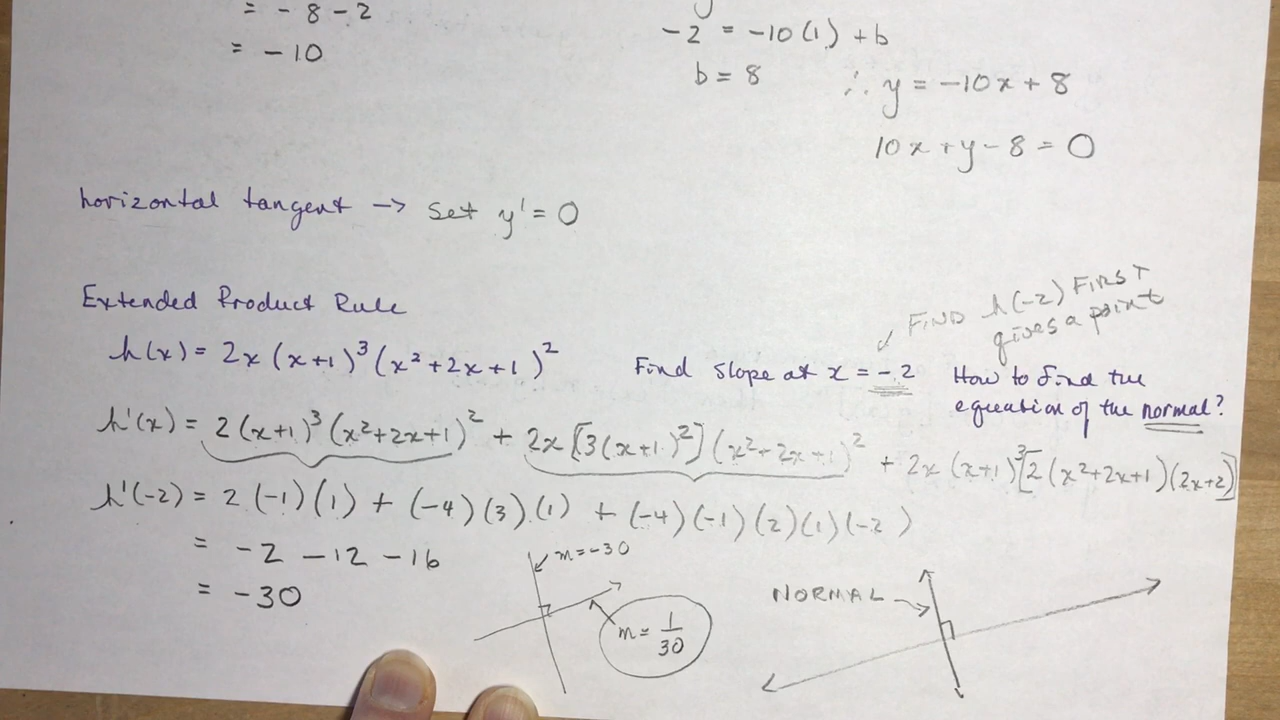 = -8 - 2
= -10
-2 = -10(1) + b
b = 8
∴ y = -10x + 8
10x + y - 8 = 0
horizontal tangent → set y' = 0
Extended Product Rule
FIND h(-2) FIRST
gives a point
h(x) = 2x(x+1)³(x²+2x+1)²
Find slope at x = -2
How to find the
equation of the normal?
h'(x) = 2(x+1)³(x²+2x+1)² + 2x[3(x+1)²](x²+2x+1)² + 2x(x+1)³[2(x²+2x+1)(2x+2)]
h'(-2) = 2(-1)(1) + (-4)(3)(1) + (-4)(-1)(2)(1)(-2)
= -2 - 12 - 16
= -30
m = -30
m = 1/30
NORMAL →